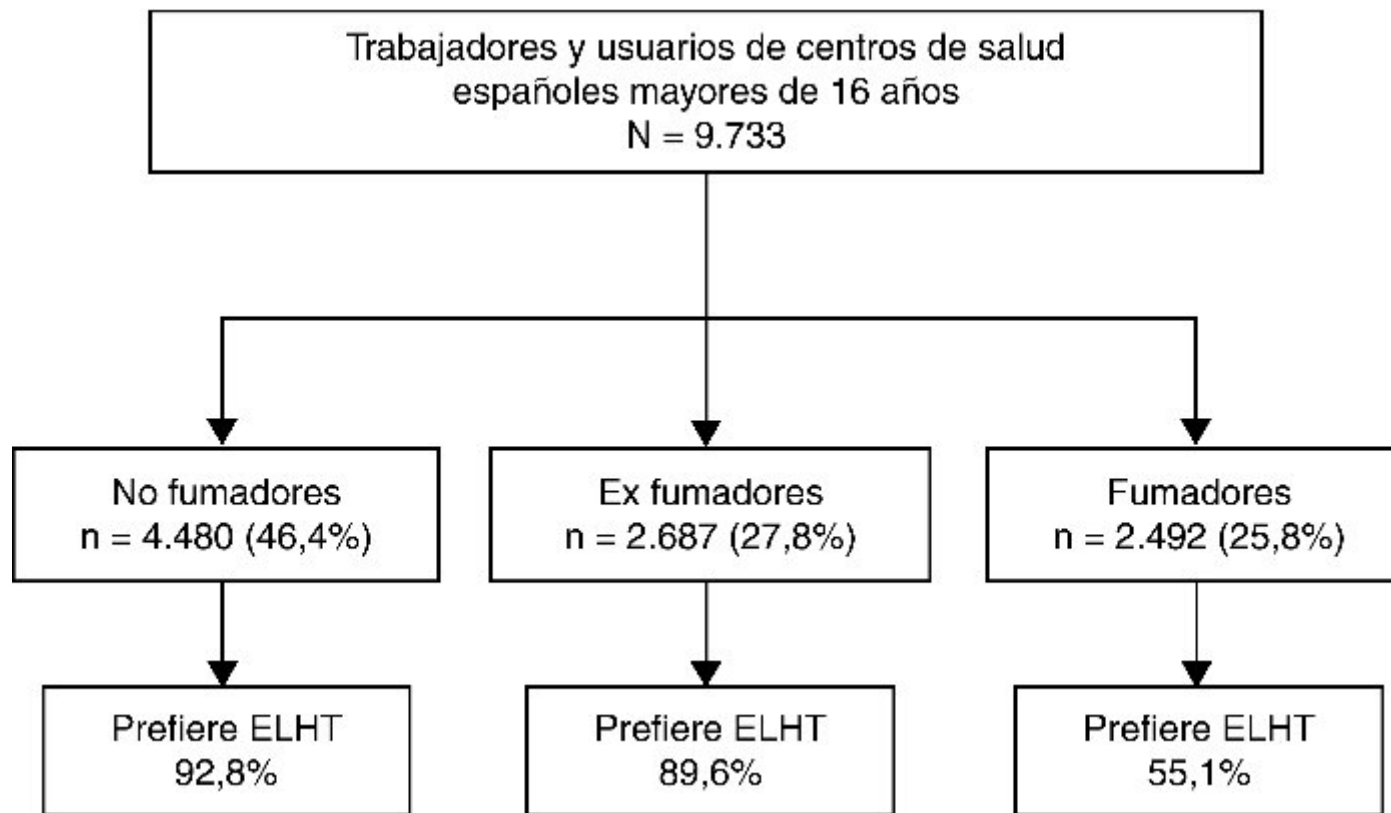 Trabajadores y usuarios de centros de salud
españoles mayores de 16 años
N = 9.733
No fumadores
n = 4.480 (46,4%)
Ex fumadores
n = 2.687 (27,8%)
Fumadores
n = 2.492 (25,8%)
Prefiere ELHT
92,8%
Prefiere ELHT
89,6%
Prefiere ELHT
55,1%